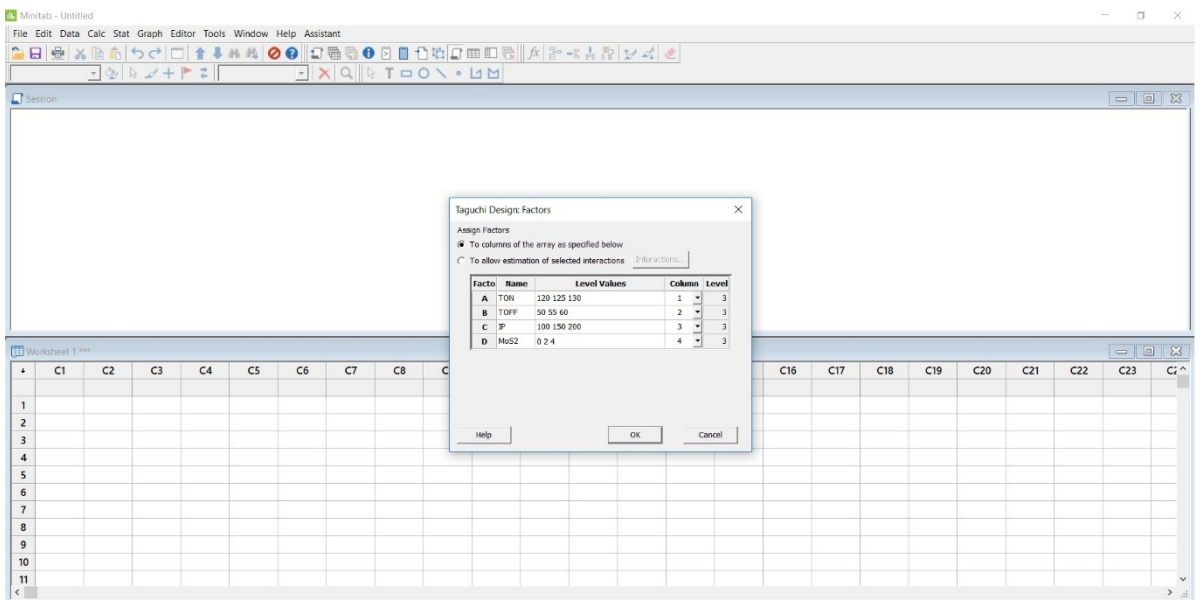 Minitab - Untitled
File Edit Data Calc Stat Graph Editor Tools Window Help Assistant
Session
Taguchi Design: Factors
Assign Factors
To columns of the array as specified below
To allow estimation of selected interactions Interactions...
Facto Name Level Values Column Level
A TON 120 125 130 1 3
B TOFF 50 55 60 2 3
C IP 100 150 200 3 3
D MoS2 0 2 4 4 3
Help OK Cancel
Worksheet 1 ***
C1 C2 C3 C4 C5 C6 C7 C8 C C16 C17 C18 C19 C20 C21 C22 C23 C2
1
2
3
4
5
6
7
8
9
10
11